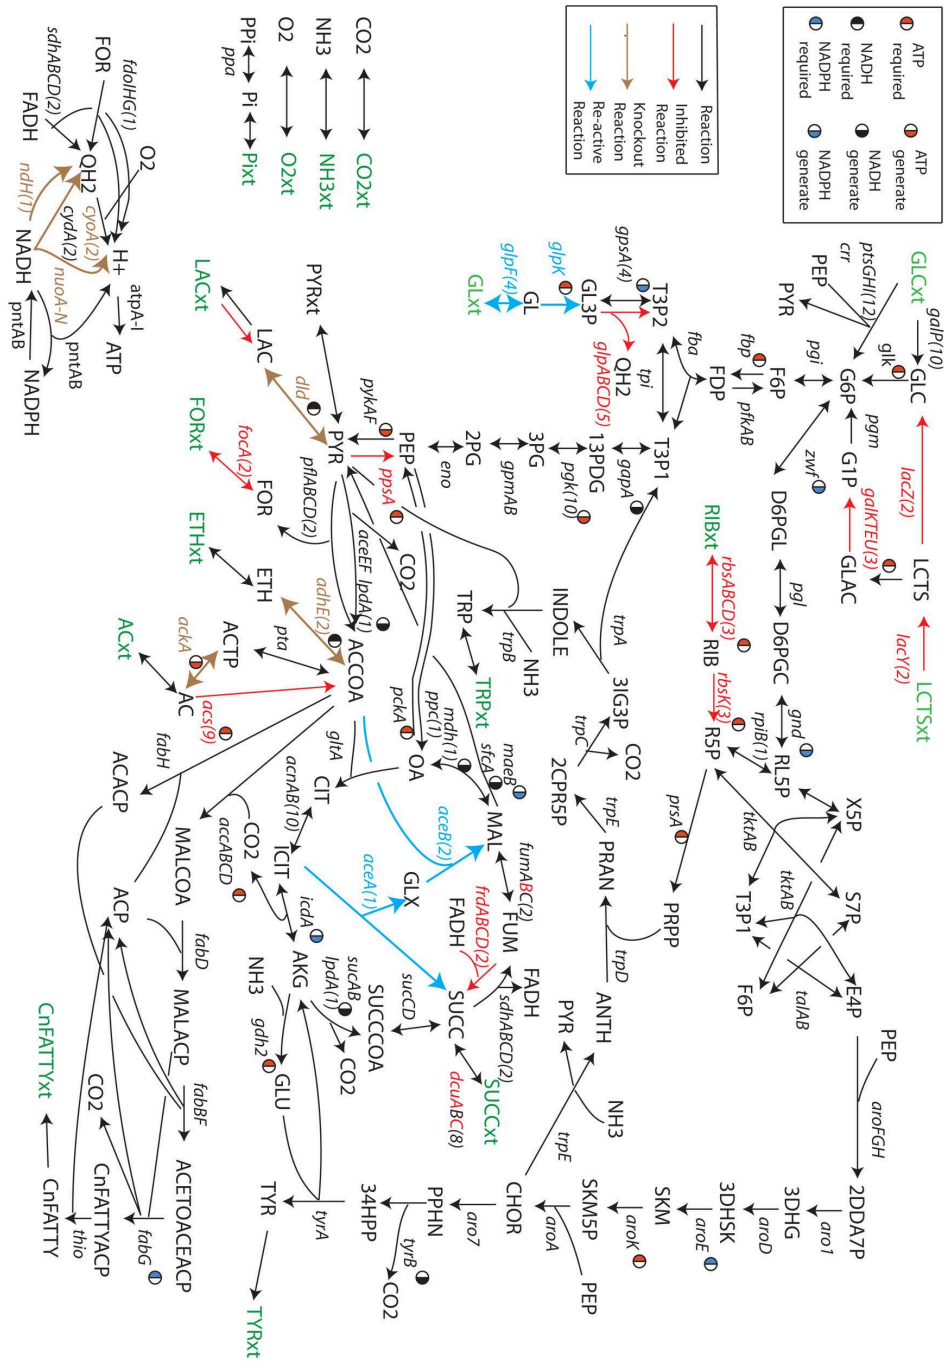 ATP required
NADH required
NADPH required
ATP generate
NADH generate
NADPH generate
Reaction
Inhibited Reaction
Knockout Reaction
Re-active Reaction
CO2
CO2xt
NH3
NH3xt
O2
O2xt
PPi
ppa
Pi
Pixt
FOR
fdoIHG(1)
O2
sdhABCD(2)
FADH
QH2
cyoA(2)
cydA(2)
H+
atpA-I
ATP
ndH(1)
NADH
nuoA-N
pntAB
pntAB
NADPH
GLCxt
galP(10)
GLC
glk
ptsGHI(12)
crr
PEP
PYR
G6P
lacZ(2)
LCTS
lacY(2)
LCTSxt
pgm
G1P
galKTEU(3)
GLAC
pgi
zwf
F6P
fbp
pfkAB
FDP
fba
D6PGL
pgl
D6PGC
gnd
RL5P
rpiB(1)
X5P
tktAB
S7P
tktAB
T3P1
F6P
talAB
E4P
PEP
aroFGH
2DDA7P
aro1
3DHG
aroD
3DHSK
aroE
SKM
aroK
SKM5P
aroA
PEP
CHOR
aro7
PPHN
tyrB
CO2
34HPP
tyrA
TYR
TYRxt
RIBxt
rbsABCD(3)
RIB
rbsK(3)
R5P
prsA
PRPP
trpD
ANTH
PRAN
trpE
2CPR5P
trpC
CO2
3IG3P
trpA
INDOLE
trpB
NH3
TRP
TRPxt
trpE
NH3
PYR
gpsA(4)
T3P2
tpi
T3P1
glpK
GL3P
glpF(4)
GL
GLxt
glpABCD(5)
QH2
gapA
13PDG
pgk(10)
3PG
gpmAB
2PG
eno
PEP
pykAF
ppsA
PYR
PYRxt
LACxt
LAC
dld
FORxt
focA(2)
FOR
pflABCD(2)
aceEF
lpdA(1)
CO2
ETHxt
ETH
adhE(2)
ACCOA
ACxt
ackA
ACTP
pta
AC
acs(9)
pckA
ppc(1)
OA
mdh(1)
sfcA
maeB
MAL
gltA
CIT
acnAB(10)
ICIT
aceB(2)
aceA(1)
GLX
fumABC(2)
FUM
frdABCD(2)
FADH
FADH
sdhABCD(2)
SUCC
SUCCxt
dcuABC(8)
sucCD
SUCCCOA
sucAB
lpdA(1)
CO2
icdA
AKG
NH3
gdh2
GLU
fabH
ACACP
MALCOA
CO2
accABCD
ACP
fabD
MALACP
fabBF
ACETOACEACP
fabG
CnFATTYACP
CO2
thio
CnFATTY
CnFATTYxt